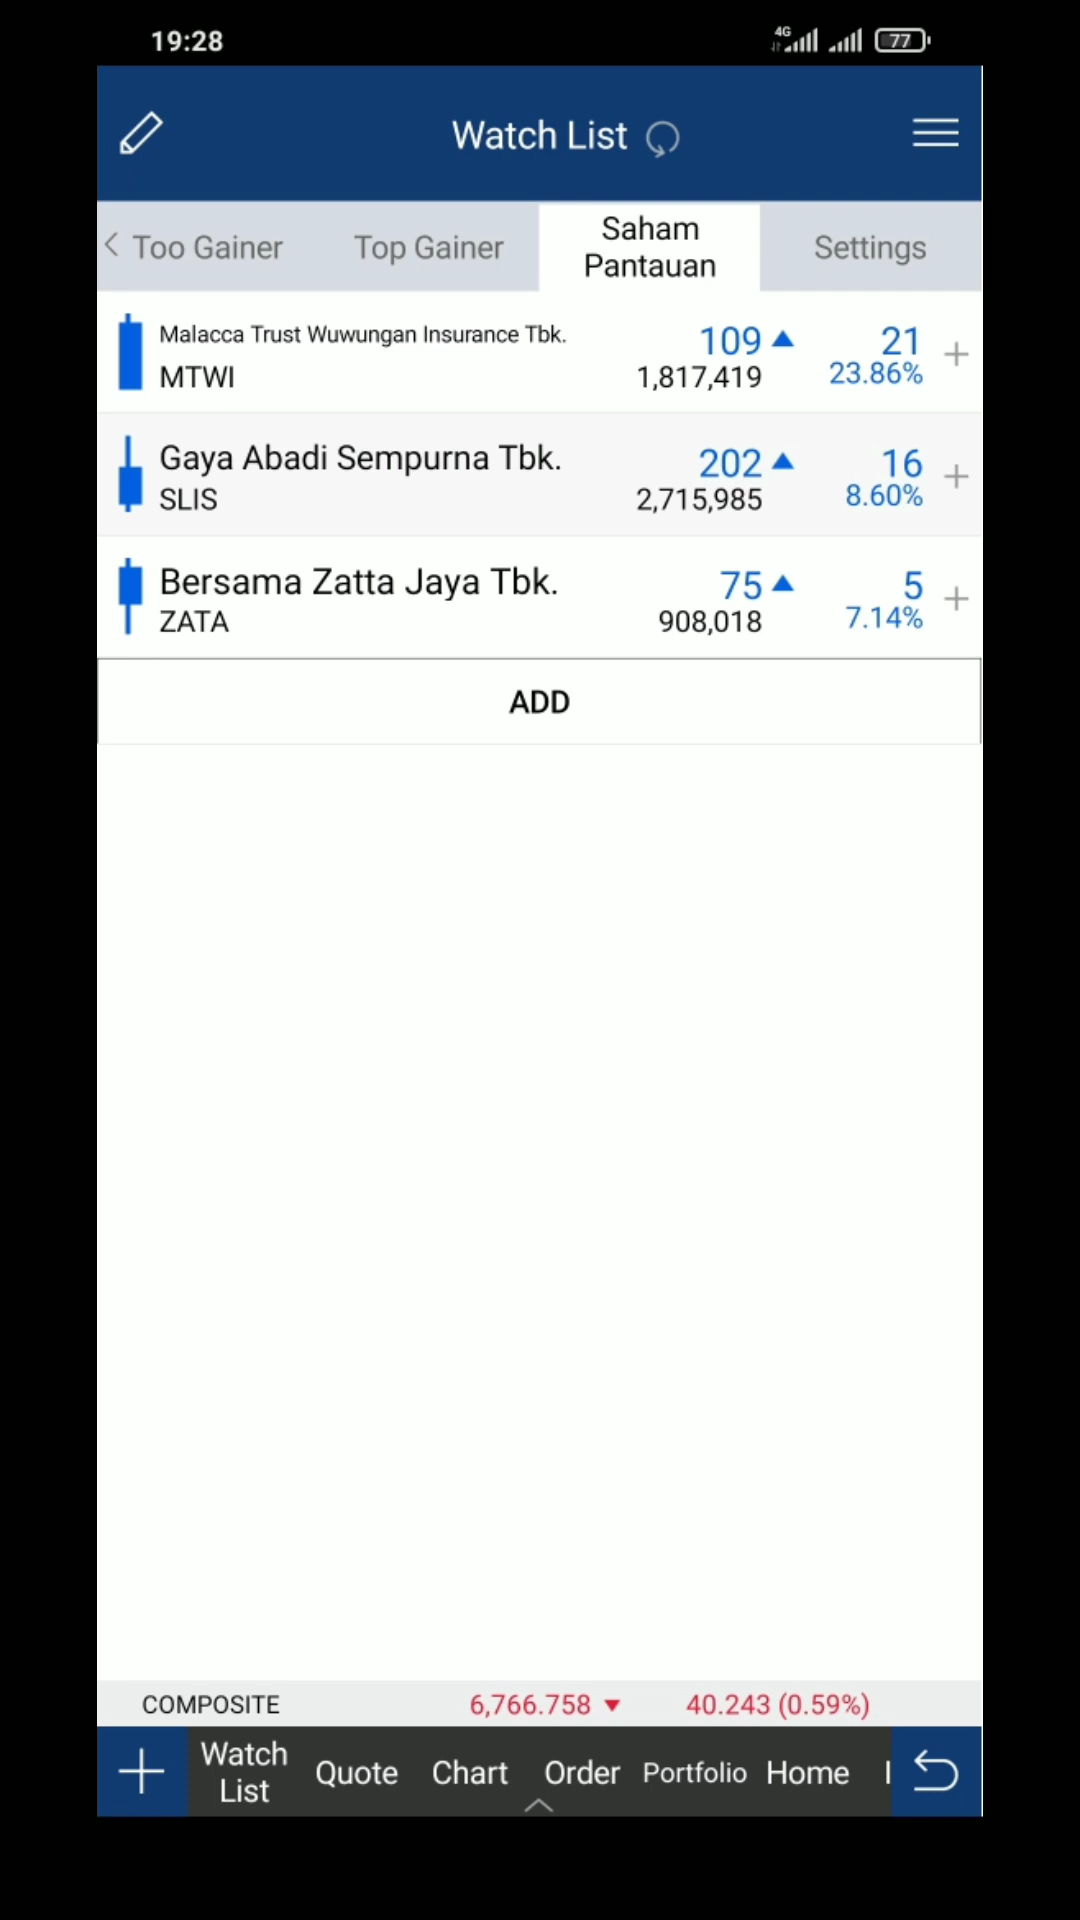 19:28
4G
77
Watch List
Too Gainer
Top Gainer
Saham
Pantauan
Settings
Malacca Trust Wuwungan Insurance Tbk.
109 21
MTWI
1,817,419 23.86%
+
Gaya Abadi Sempurna Tbk.
202 16
SLIS
2,715,985 8.60%
+
Bersama Zatta Jaya Tbk.
75 5
ZATA
908,018 7.14%
+
ADD
COMPOSITE 6,766.758 40.243 (0.59%)
Watch
List
Quote Chart Order Portfolio Home